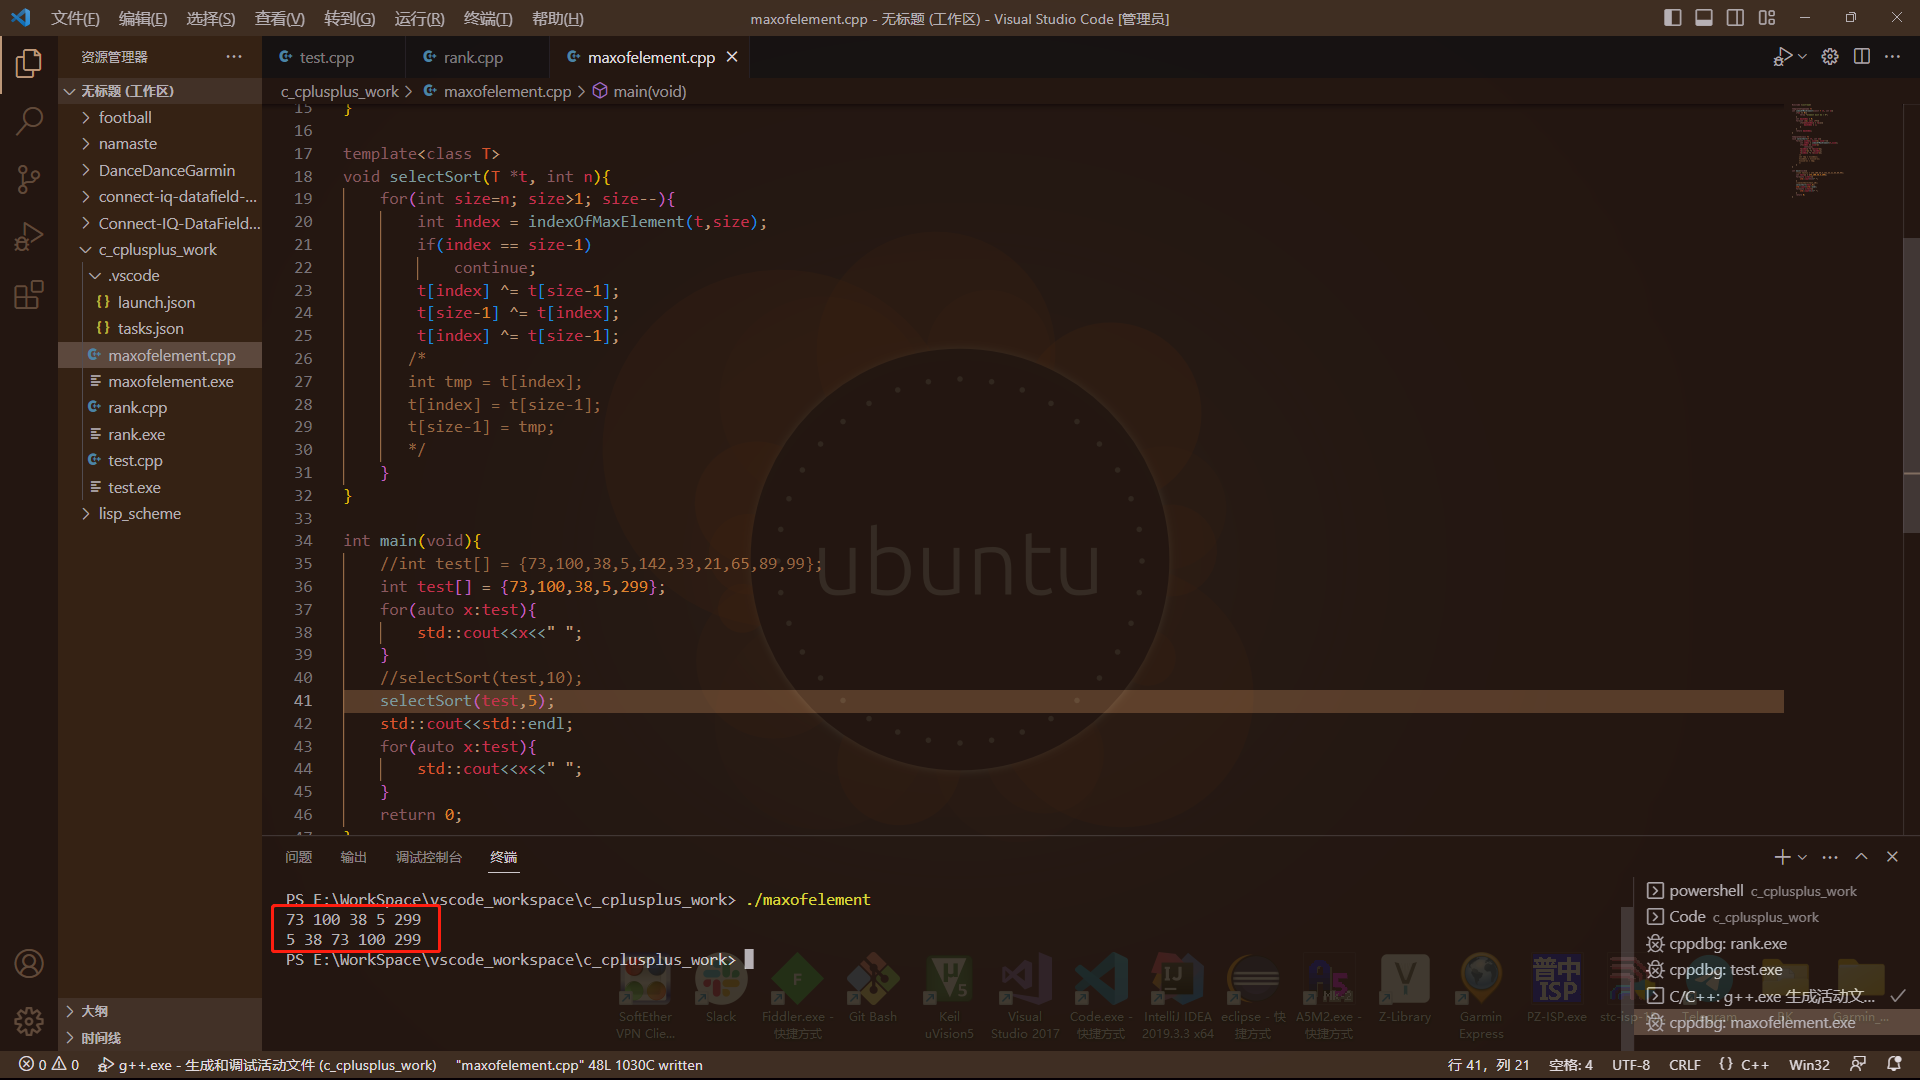 文件(F) 编辑(E) 选择(S) 查看(V) 转到(G) 运行(R) 终端(T) 帮助(H)
maxofelement.cpp - 无标题 (工作区) - Visual Studio Code [管理员]
资源管理器
无标题 (工作区)
football
namaste
DanceDanceGarmin
connect-iq-datafield-...
Connect-IQ-DataField...
c_cplusplus_work
.vscode
{} launch.json
{} tasks.json
maxofelement.cpp
maxofelement.exe
rank.cpp
rank.exe
test.cpp
test.exe
lisp_scheme
大纲
时间线
test.cpp rank.cpp maxofelement.cpp
c_cplusplus_work > maxofelement.cpp > main(void)
15 }
16
17 template<class T>
18 void selectSort(T *t, int n){
19 for(int size=n; size>1; size--){
20 int index = indexOfMaxElement(t,size);
21 if(index == size-1)
22 continue;
23 t[index] ^= t[size-1];
24 t[size-1] ^= t[index];
25 t[index] ^= t[size-1];
26 /*
27 int tmp = t[index];
28 t[index] = t[size-1];
29 t[size-1] = tmp;
30 */
31 }
32 }
33
34 int main(void){
35 //int test[] = {73,100,38,5,142,33,21,65,89,99};
36 int test[] = {73,100,38,5,299};
37 for(auto x:test){
38 std::cout<<x<<" ";
39 }
40 //selectSort(test,10);
41 selectSort(test,5);
42 std::cout<<std::endl;
43 for(auto x:test){
44 std::cout<<x<<" ";
45 }
46 return 0;
47 }
ubuntu
问题 输出 调试控制台 终端
PS E:\WorkSpace\vscode_workspace\c_cplusplus_work> ./maxofelement
73 100 38 5 299
5 38 73 100 299
PS E:\WorkSpace\vscode_workspace\c_cplusplus_work>
powershell c_cplusplus_work
Code c_cplusplus_work
cppdbg: rank.exe
cppdbg: test.exe
C/C++: g++.exe 生成活动文...
cppdbg: maxofelement.exe
SoftEther VPN Clie...
Slack
Fiddler.exe - 快捷方式
Git Bash
Keil uVision5
Visual Studio 2017
Code.exe - 快捷方式
IntelliJ IDEA 2019.3.3 x64
eclipse - 快捷方式
A5M2.exe - 快捷方式
Z-Library
Garmin Express
普中 ISP
PZ-ISP.exe
Telegram
Garmin_...
0 0 g++.exe - 生成和调试活动文件 (c_cplusplus_work) "maxofelement.cpp" 48L 1030C written
行 41，列 21 空格: 4 UTF-8 CRLF {} C++ Win32